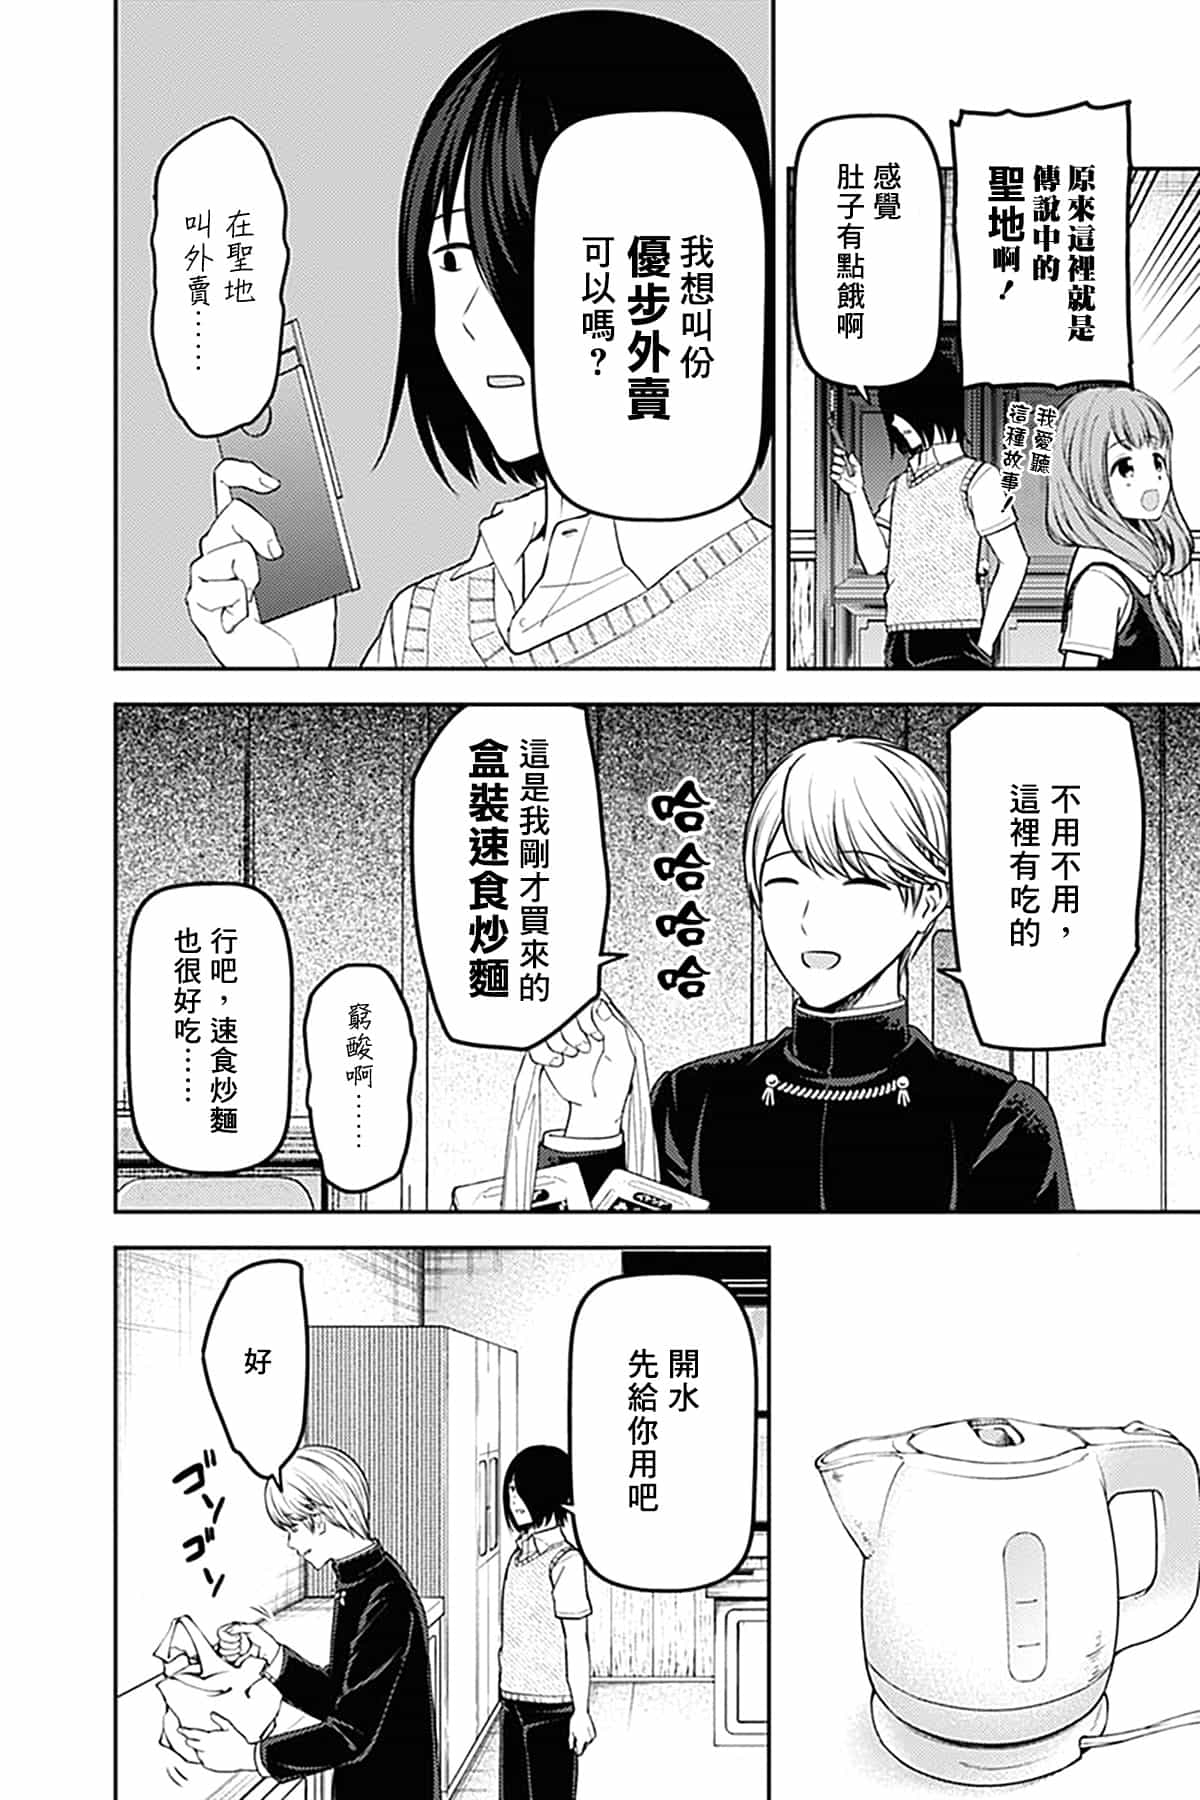 原來這裡就是
傳說中的
聖地啊！
我愛聽
這種故事！
感覺
肚子有點餓啊
我想叫份
優步外賣
可以嗎？
在聖地
叫外賣……
不用不用，
這裡有吃的
哈哈哈哈
這是我剛才買來的
盒裝速食炒麵
窮酸啊……
行吧，速食炒麵
也很好吃……
開水
先給你用吧
好
ゴソ
ゴソ